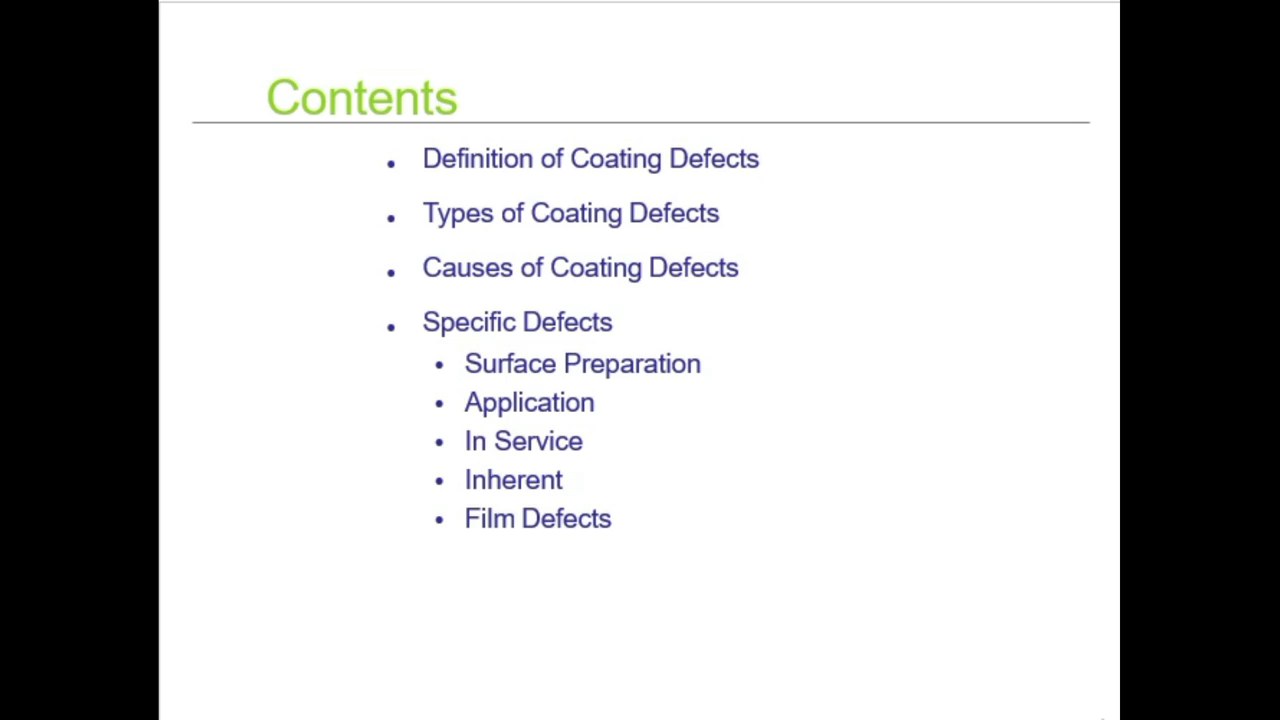 Contents
• Definition of Coating Defects
• Types of Coating Defects
• Causes of Coating Defects
• Specific Defects
• Surface Preparation
• Application
• In Service
• Inherent
• Film Defects